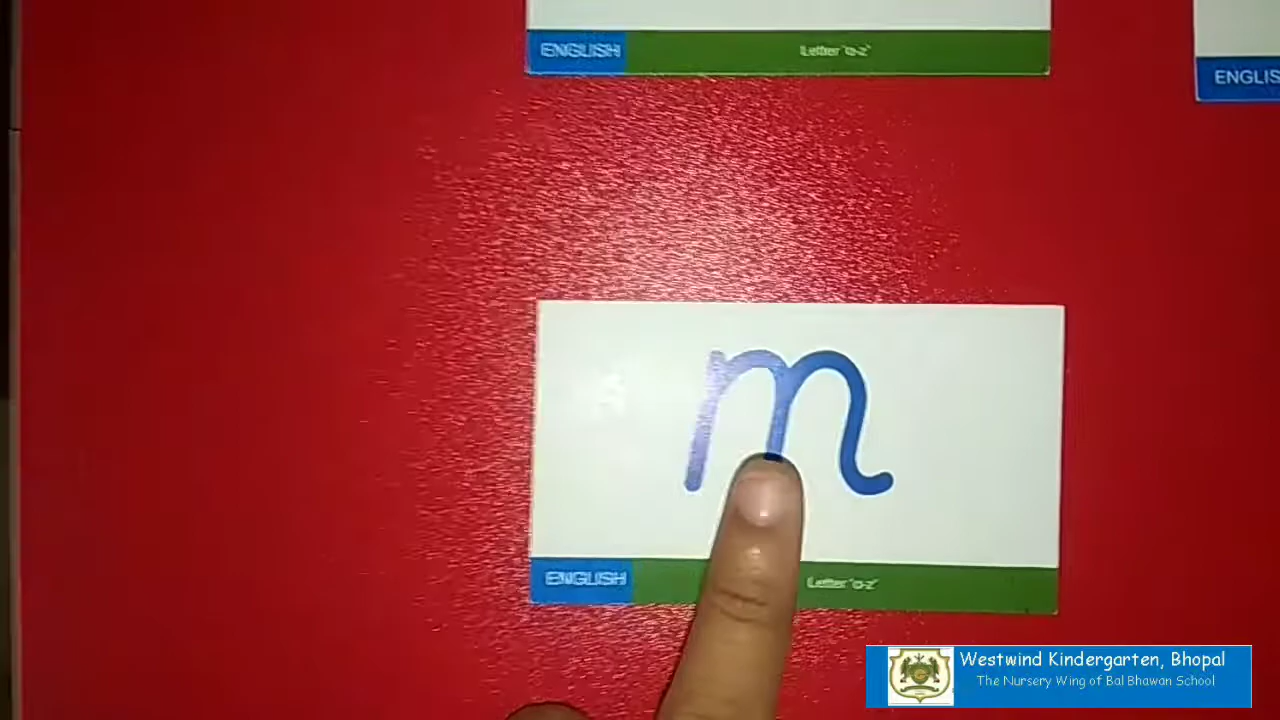 ENGLISH Letter 'a-z'
ENGLIS
m
ENGLISH Letter 'a-z'
Westwind Kindergarten, Bhopal
The Nursery Wing of Bal Bhawan School